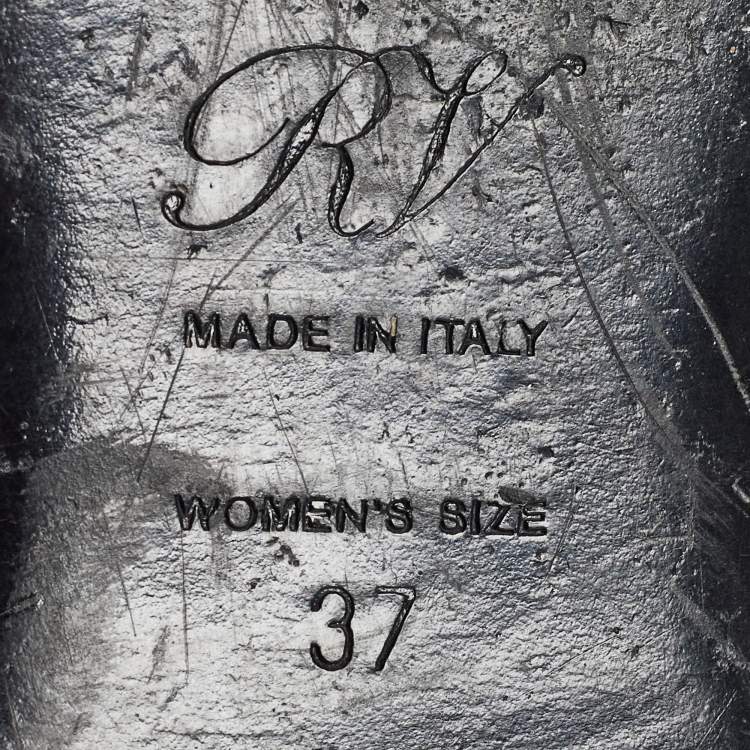 RV
MADE IN ITALY
WOMEN'S SIZE
37